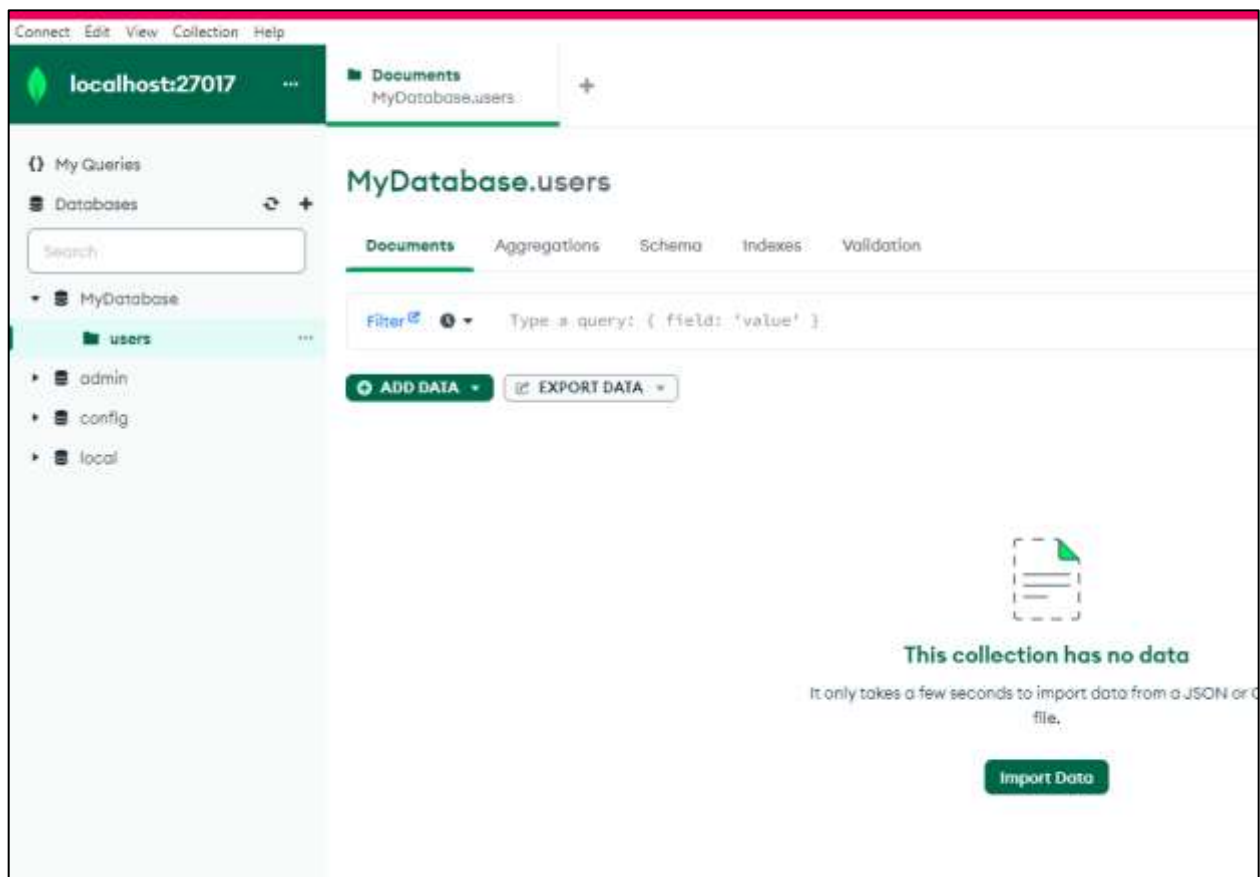 Connect Edit View Collection Help
localhost:27017 ...
Documents
MyDatabase.users
+
{} My Queries
Databases
+
Search
MyDatabase
users
...
admin
config
local
MyDatabase.users
Documents Aggregations Schema Indexes Validation
Filter Type a query: { field: 'value' }
ADD DATA EXPORT DATA
This collection has no data
It only takes a few seconds to import data from a JSON or
file.
Import Data